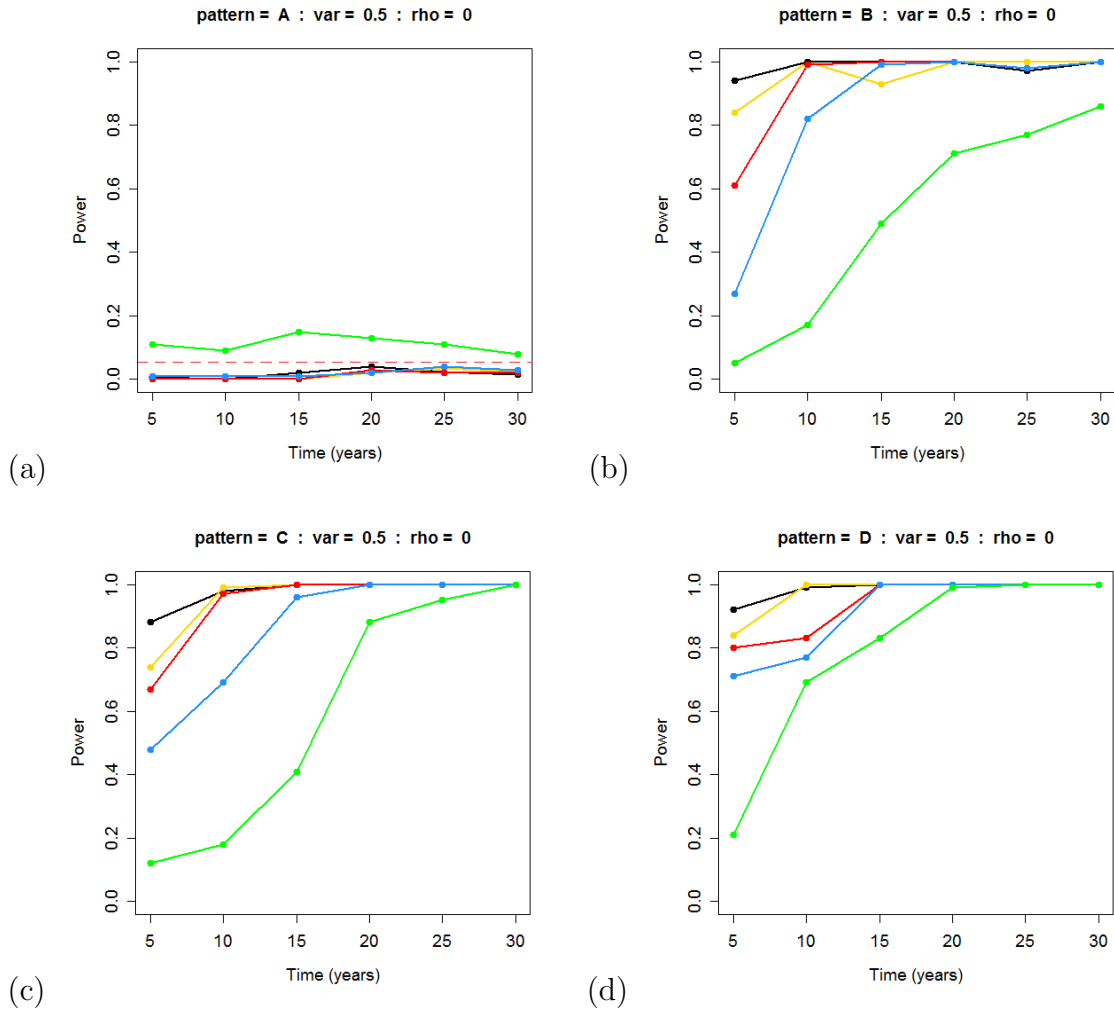 pattern = A : var = 0.5 : rho = 0
Power
0.0 0.2 0.4 0.6 0.8 1.0
5 10 15 20 25 30
Time (years)
(a)
pattern = B : var = 0.5 : rho = 0
Power
0.0 0.2 0.4 0.6 0.8 1.0
5 10 15 20 25 30
Time (years)
(b)
pattern = C : var = 0.5 : rho = 0
Power
0.0 0.2 0.4 0.6 0.8 1.0
5 10 15 20 25 30
Time (years)
(c)
pattern = D : var = 0.5 : rho = 0
Power
0.0 0.2 0.4 0.6 0.8 1.0
5 10 15 20 25 30
Time (years)
(d)